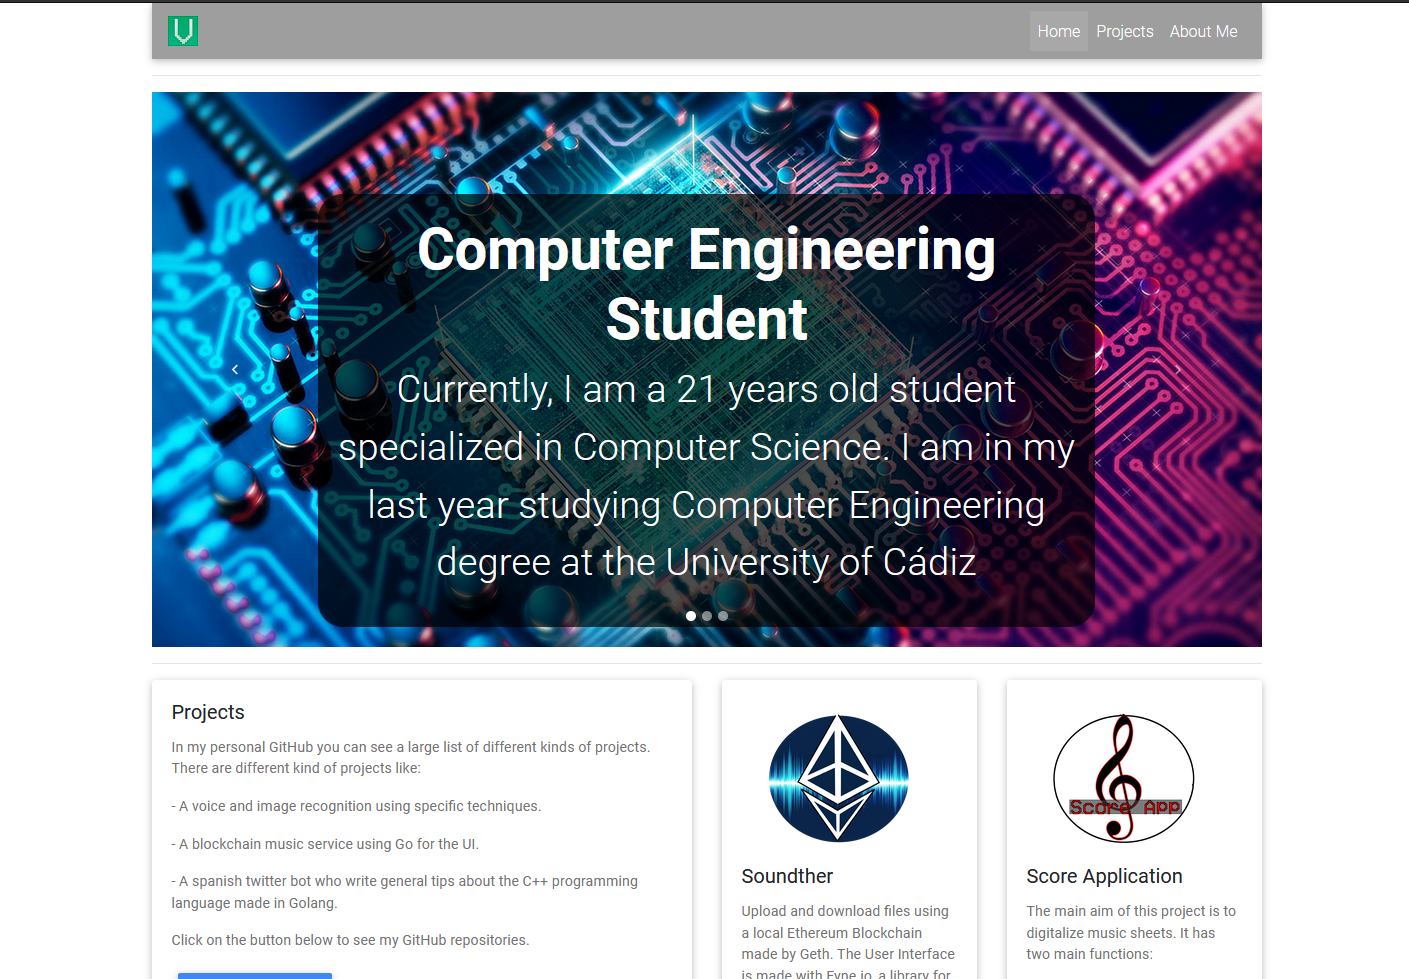 Home Projects About Me
Computer Engineering
Student
Currently, I am a 21 years old student
specialized in Computer Science. I am in my
last year studying Computer Engineering
degree at the University of Cádiz
Projects
In my personal GitHub you can see a large list of different kinds of projects.
There are different kind of projects like:
- A voice and image recognition using specific techniques.
- A blockchain music service using Go for the UI.
- A spanish twitter bot who write general tips about the C++ programming
language made in Golang.
Click on the button below to see my GitHub repositories.
Soundther
Upload and download files using
a local Ethereum Blockchain
made by Geth. The User Interface
is made with Fyne.io, a library for
Score App
Score Application
The main aim of this project is to
digitalize music sheets. It has
two main functions: